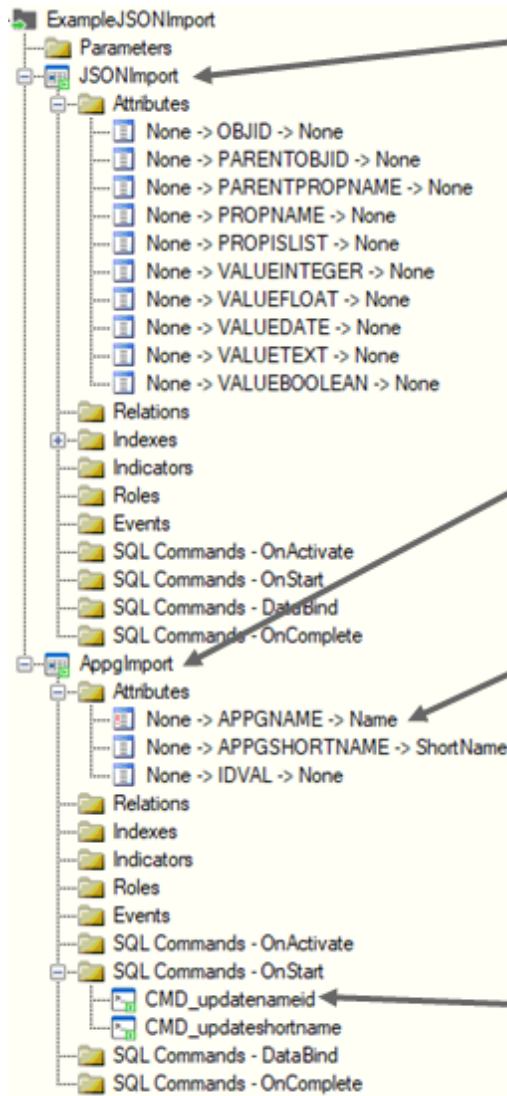 ExampleJSONImport
Parameters
JSONImport
Attributes
None -> OBJID -> None
None -> PARENTOBJID -> None
None -> PARENTPROPNAME -> None
None -> PROPNAME -> None
None -> PROPISLIST -> None
None -> VALUEINTEGER -> None
None -> VALUEFLOAT -> None
None -> VALUEDATE -> None
None -> VALUETEXT -> None
None -> VALUEBOOLEAN -> None
Relations
Indexes
Indicators
Roles
Events
SQL Commands - OnActivate
SQL Commands - OnStart
SQL Commands - DataBind
SQL Commands - OnComplete
AppgImport
Attributes
None -> APPGNAME -> Name
None -> APPGSHORTNAME -> ShortName
None -> IDVAL -> None
Relations
Indexes
Indicators
Roles
Events
SQL Commands - OnActivate
SQL Commands - OnStart
CMD_updatenameid
CMD_updateshortname
SQL Commands - DataBind
SQL Commands - OnComplete